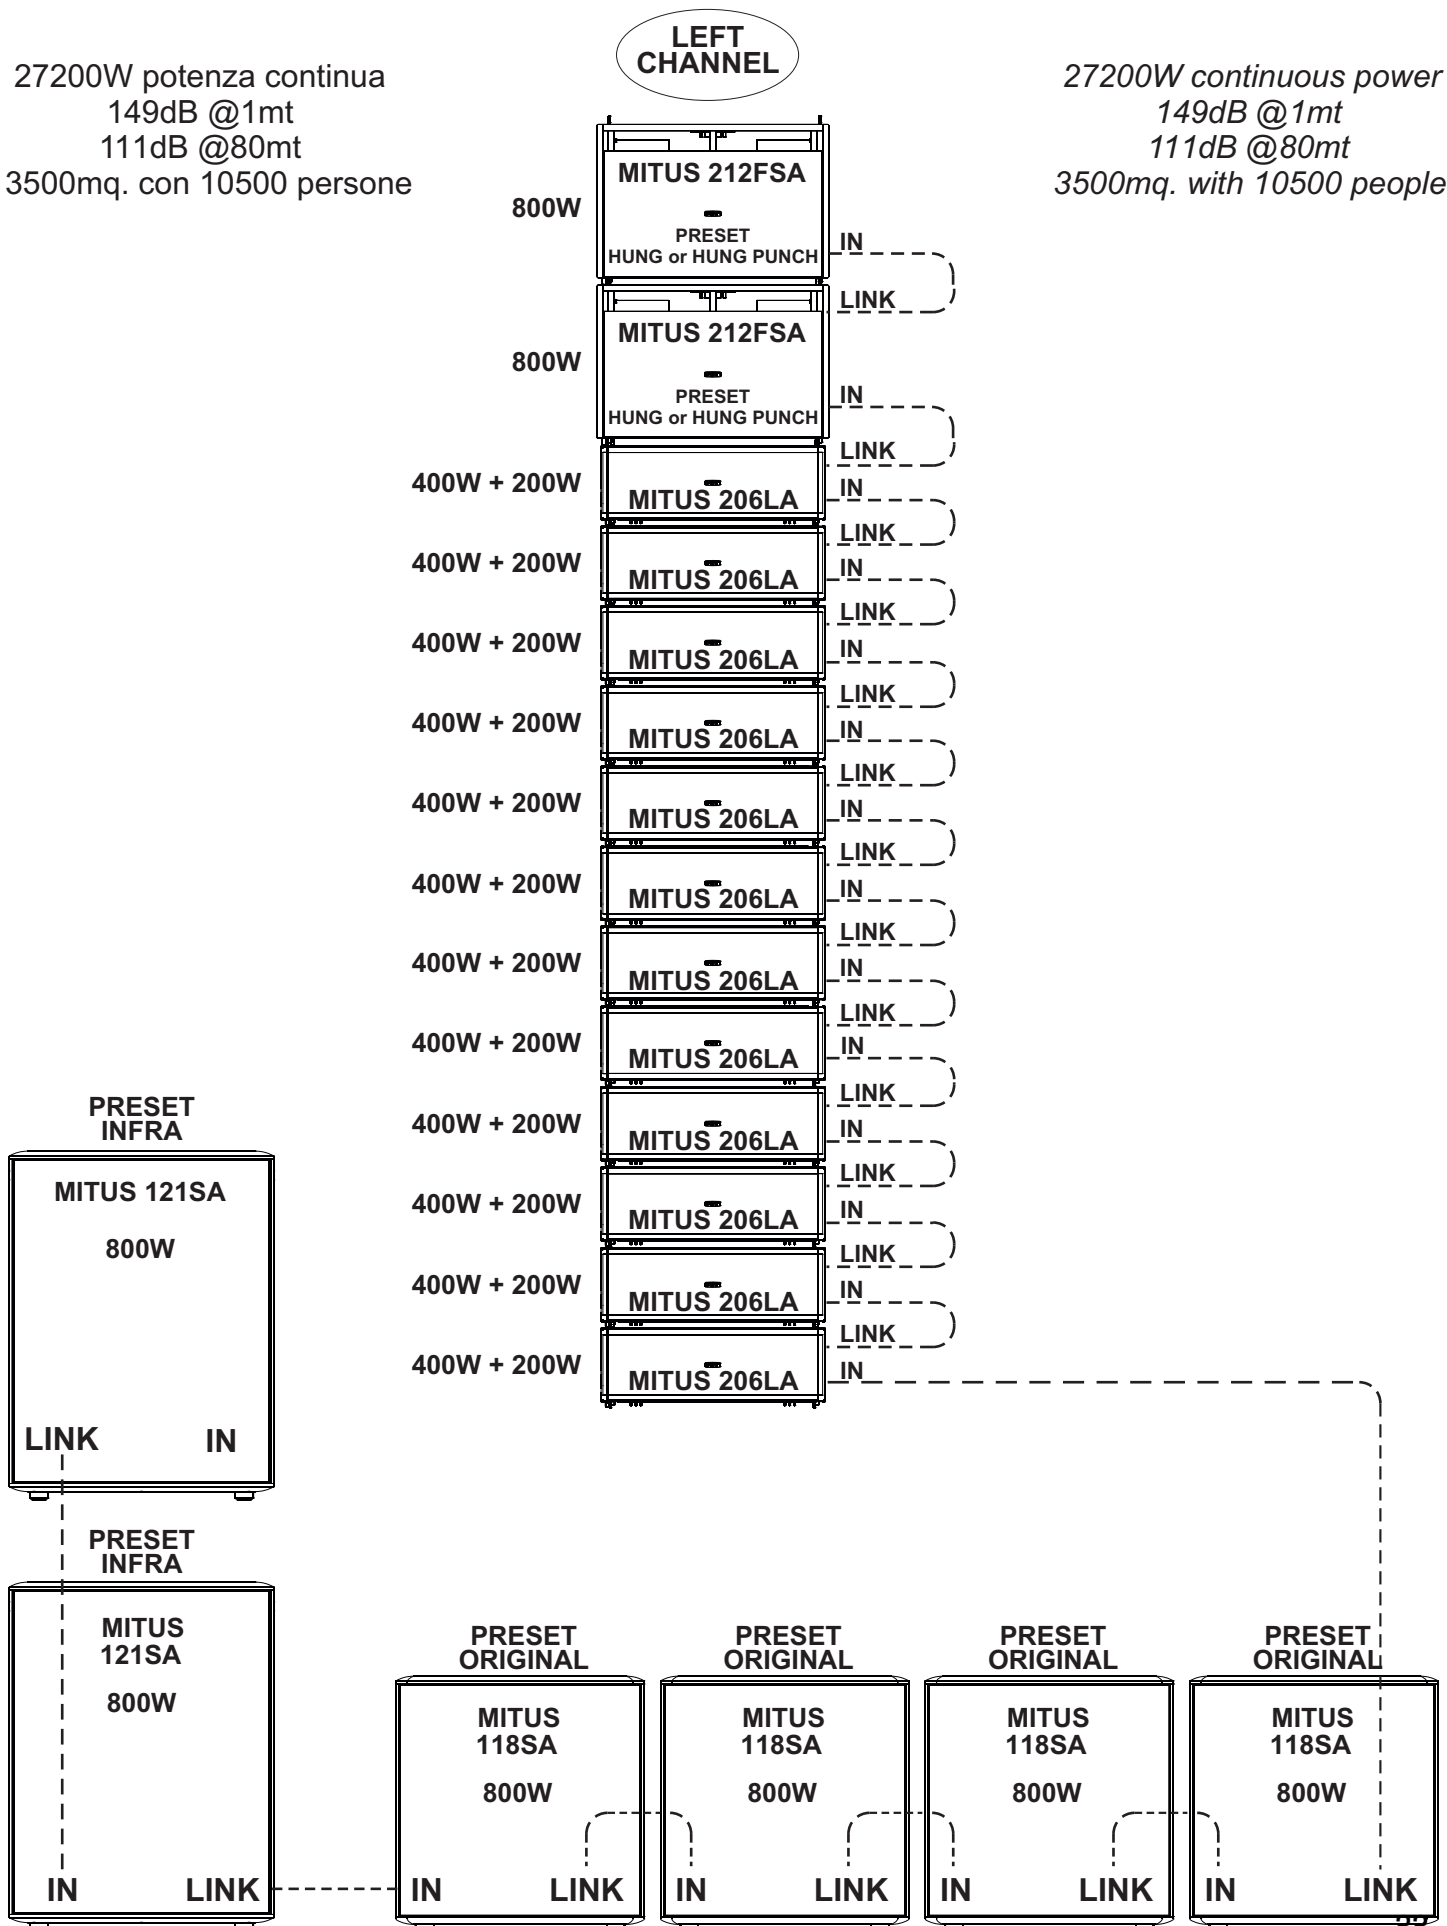 LEFT
CHANNEL
27200W potenza continua
149dB @1mt
111dB @80mt
3500mq. con 10500 persone
27200W continuous power
149dB @1mt
111dB @80mt
3500mq. with 10500 people
800W
MITUS 212FSA
PRESET
HUNG or HUNG PUNCH
IN
LINK
800W
MITUS 212FSA
PRESET
HUNG or HUNG PUNCH
IN
LINK
400W + 200W
MITUS 206LA
IN
LINK
400W + 200W
MITUS 206LA
IN
LINK
400W + 200W
MITUS 206LA
IN
LINK
400W + 200W
MITUS 206LA
IN
LINK
400W + 200W
MITUS 206LA
IN
LINK
400W + 200W
MITUS 206LA
IN
LINK
400W + 200W
MITUS 206LA
IN
LINK
400W + 200W
MITUS 206LA
IN
LINK
400W + 200W
MITUS 206LA
IN
LINK
400W + 200W
MITUS 206LA
IN
LINK
400W + 200W
MITUS 206LA
IN
LINK
400W + 200W
MITUS 206LA
IN
PRESET
INFRA
MITUS 121SA
800W
LINK IN
PRESET
INFRA
MITUS
121SA
800W
IN LINK
PRESET
ORIGINAL
MITUS
118SA
800W
IN LINK
PRESET
ORIGINAL
MITUS
118SA
800W
IN LINK
PRESET
ORIGINAL
MITUS
118SA
800W
IN LINK
PRESET
ORIGINAL
MITUS
118SA
800W
IN LINK